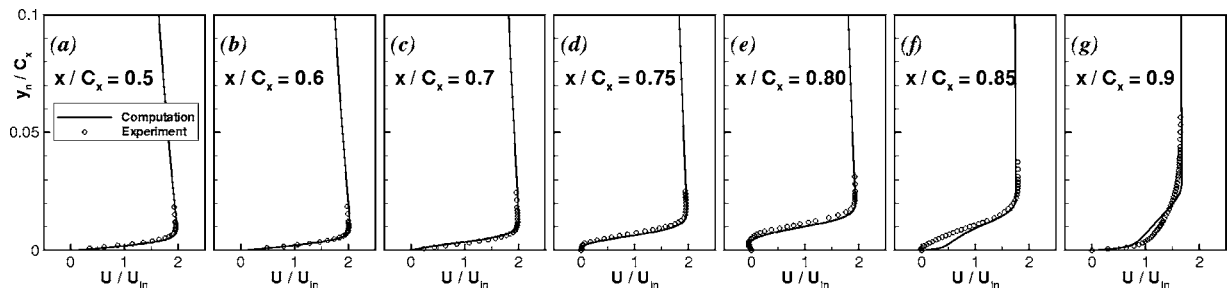 0.1
0.05
0
y_n / C_x
(a)
x / C_x = 0.5
Computation
Experiment
0 1 2
U / U_in
(b)
x / C_x = 0.6
0 1 2
U / U_in
(c)
x / C_x = 0.7
0 1 2
U / U_in
(d)
x / C_x = 0.75
0 1 2
U / U_in
(e)
x / C_x = 0.80
0 1 2
U / U_in
(f)
x / C_x = 0.85
0 1 2
U / U_in
(g)
x / C_x = 0.9
0 1 2
U / U_in